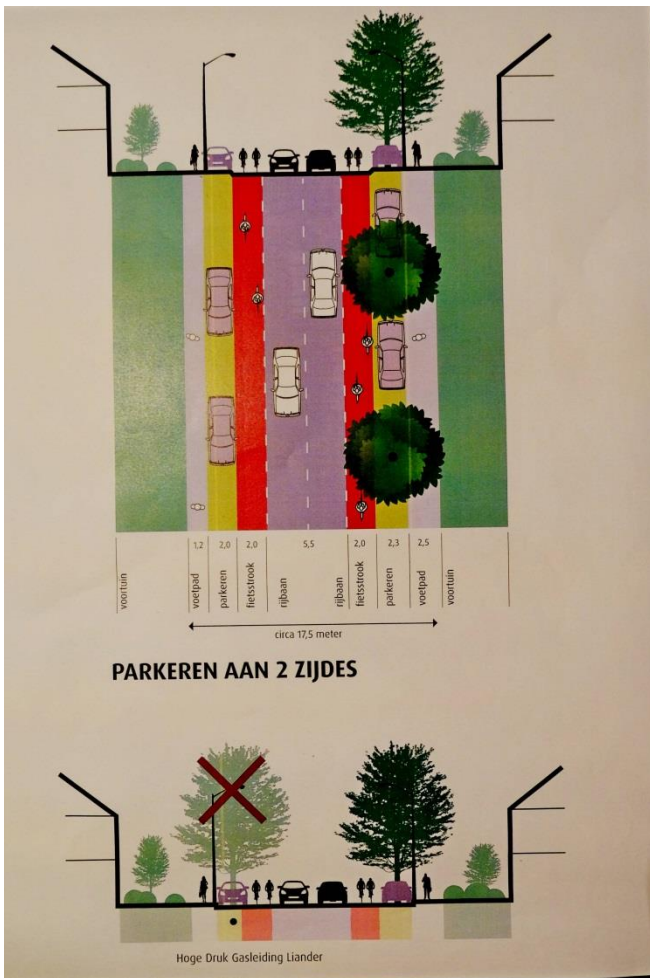 1,2 2,0 2,0 5,5 2,0 2,3 2,5
voortuin voetpad parkeren fietsstrook rijbaan rijbaan fietsstrook parkeren voetpad voortuin
circa 17,5 meter
PARKEREN AAN 2 ZIJDES
Hoge Druk Gasleiding Liander